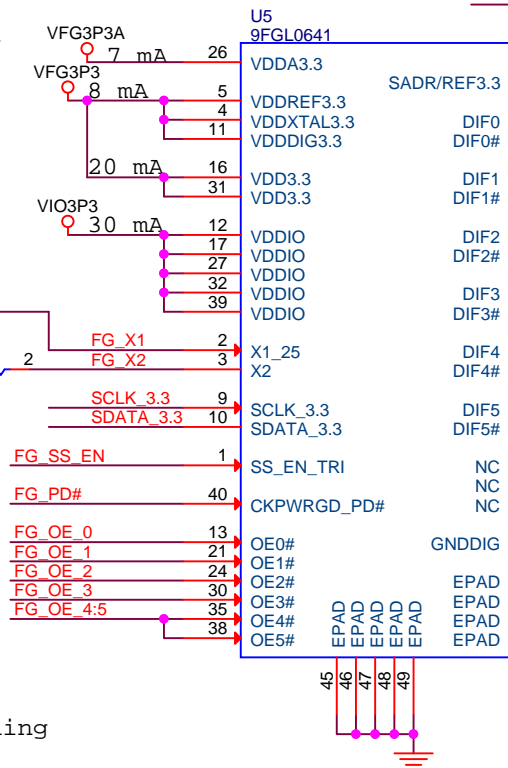 U5
9FGL0641
VFG3P3A
7 mA
26
VDDA3.3
SADR/REF3.3
VFG3P3
8 mA
5
VDDREF3.3
4
VDDXTAL3.3
DIF0
11
VDDDIG3.3
DIF0#
20 mA
16
VDD3.3
DIF1
31
VDD3.3
DIF1#
VIO3P3
30 mA
12
VDDIO
DIF2
17
VDDIO
DIF2#
27
VDDIO
32
VDDIO
DIF3
39
VDDIO
DIF3#
FG_X1
2
X1_25
DIF4
2
FG_X2
3
X2
DIF4#
SCLK_3.3
9
SCLK_3.3
DIF5
SDATA_3.3
10
SDATA_3.3
DIF5#
FG_SS_EN
1
SS_EN_TRI
NC
NC
FG_PD#
40
CKPWRGD_PD#
NC
FG_OE_0
13
OE0#
GNDDIG
FG_OE_1
21
OE1#
FG_OE_2
24
OE2#
EPAD
FG_OE_3
30
OE3#
EPAD
FG_OE_4:5
35
OE4#
EPAD
38
OE5#
EPAD
EPAD
EPAD
EPAD
EPAD
EPAD
45
46
47
48
49